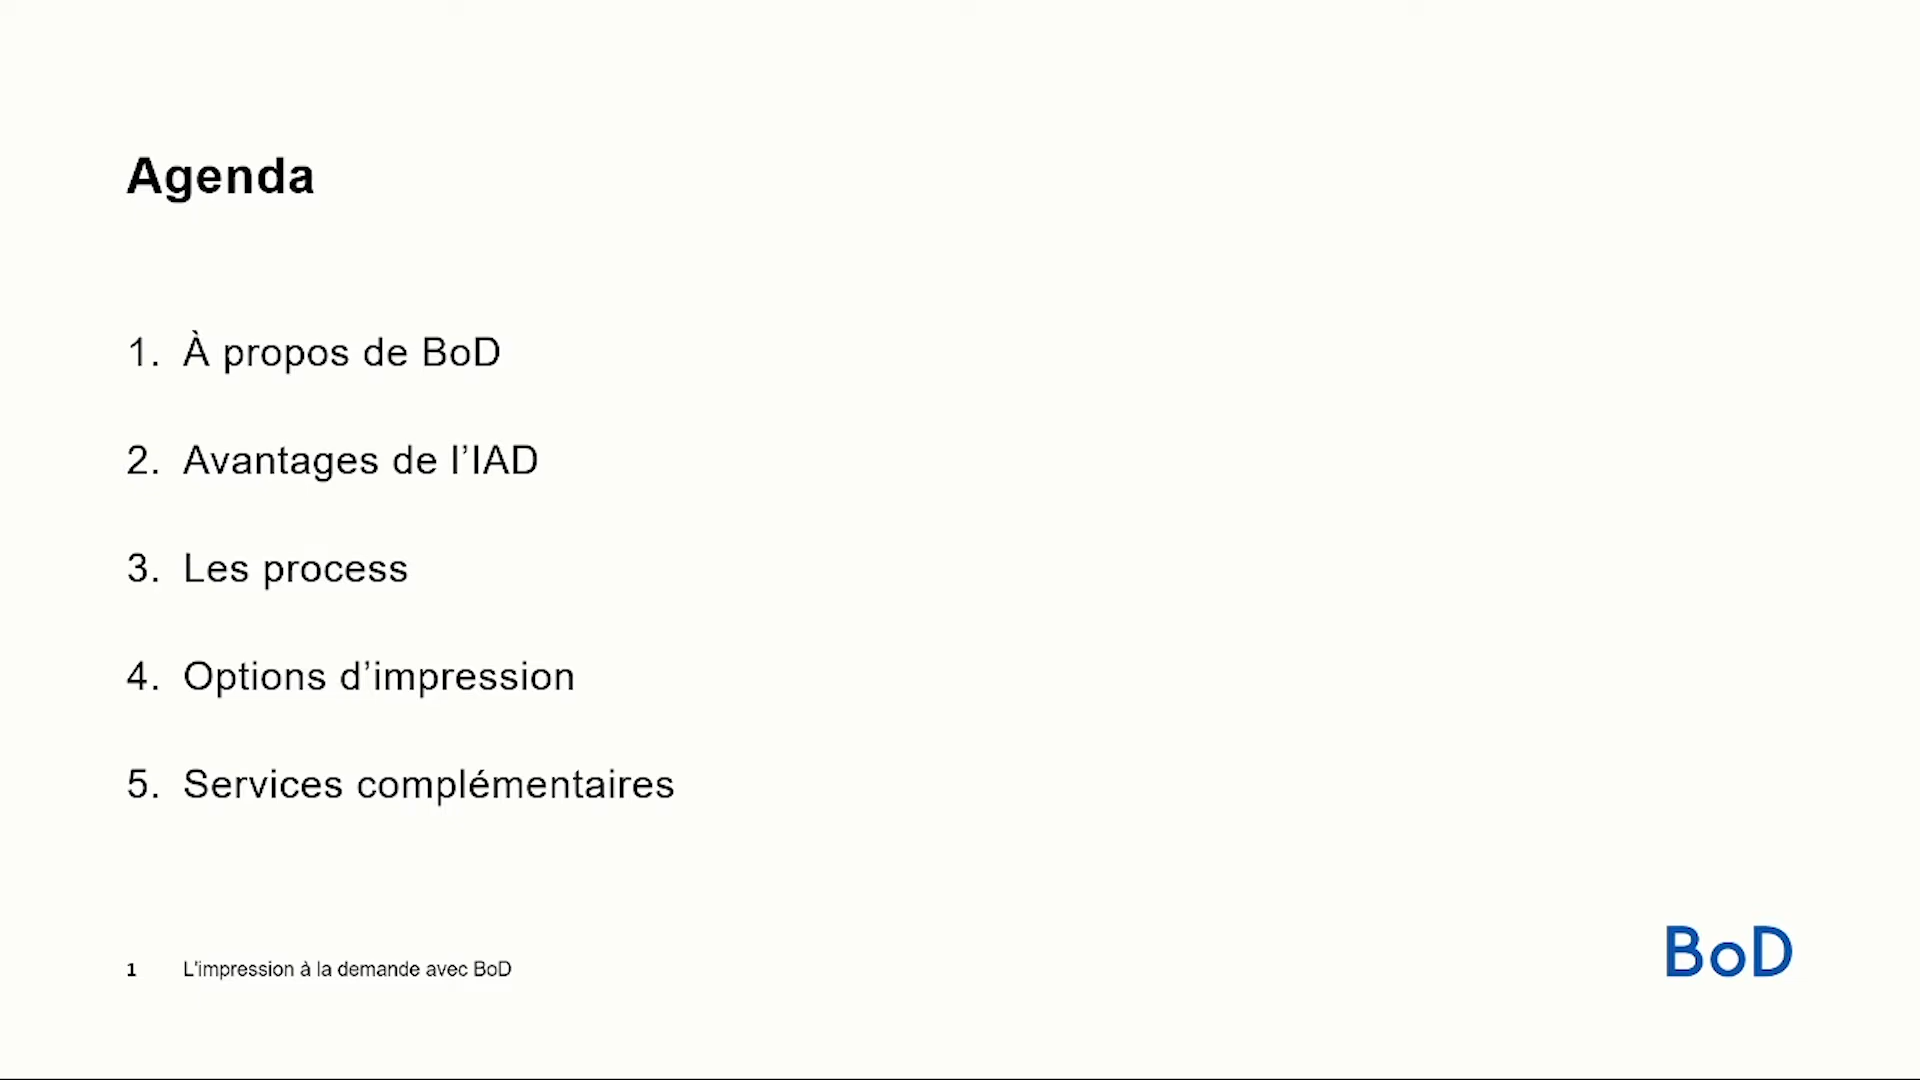 Agenda
1. À propos de BoD
2. Avantages de l’IAD
3. Les process
4. Options d’impression
5. Services complémentaires
1 L'impression à la demande avec BoD
BoD